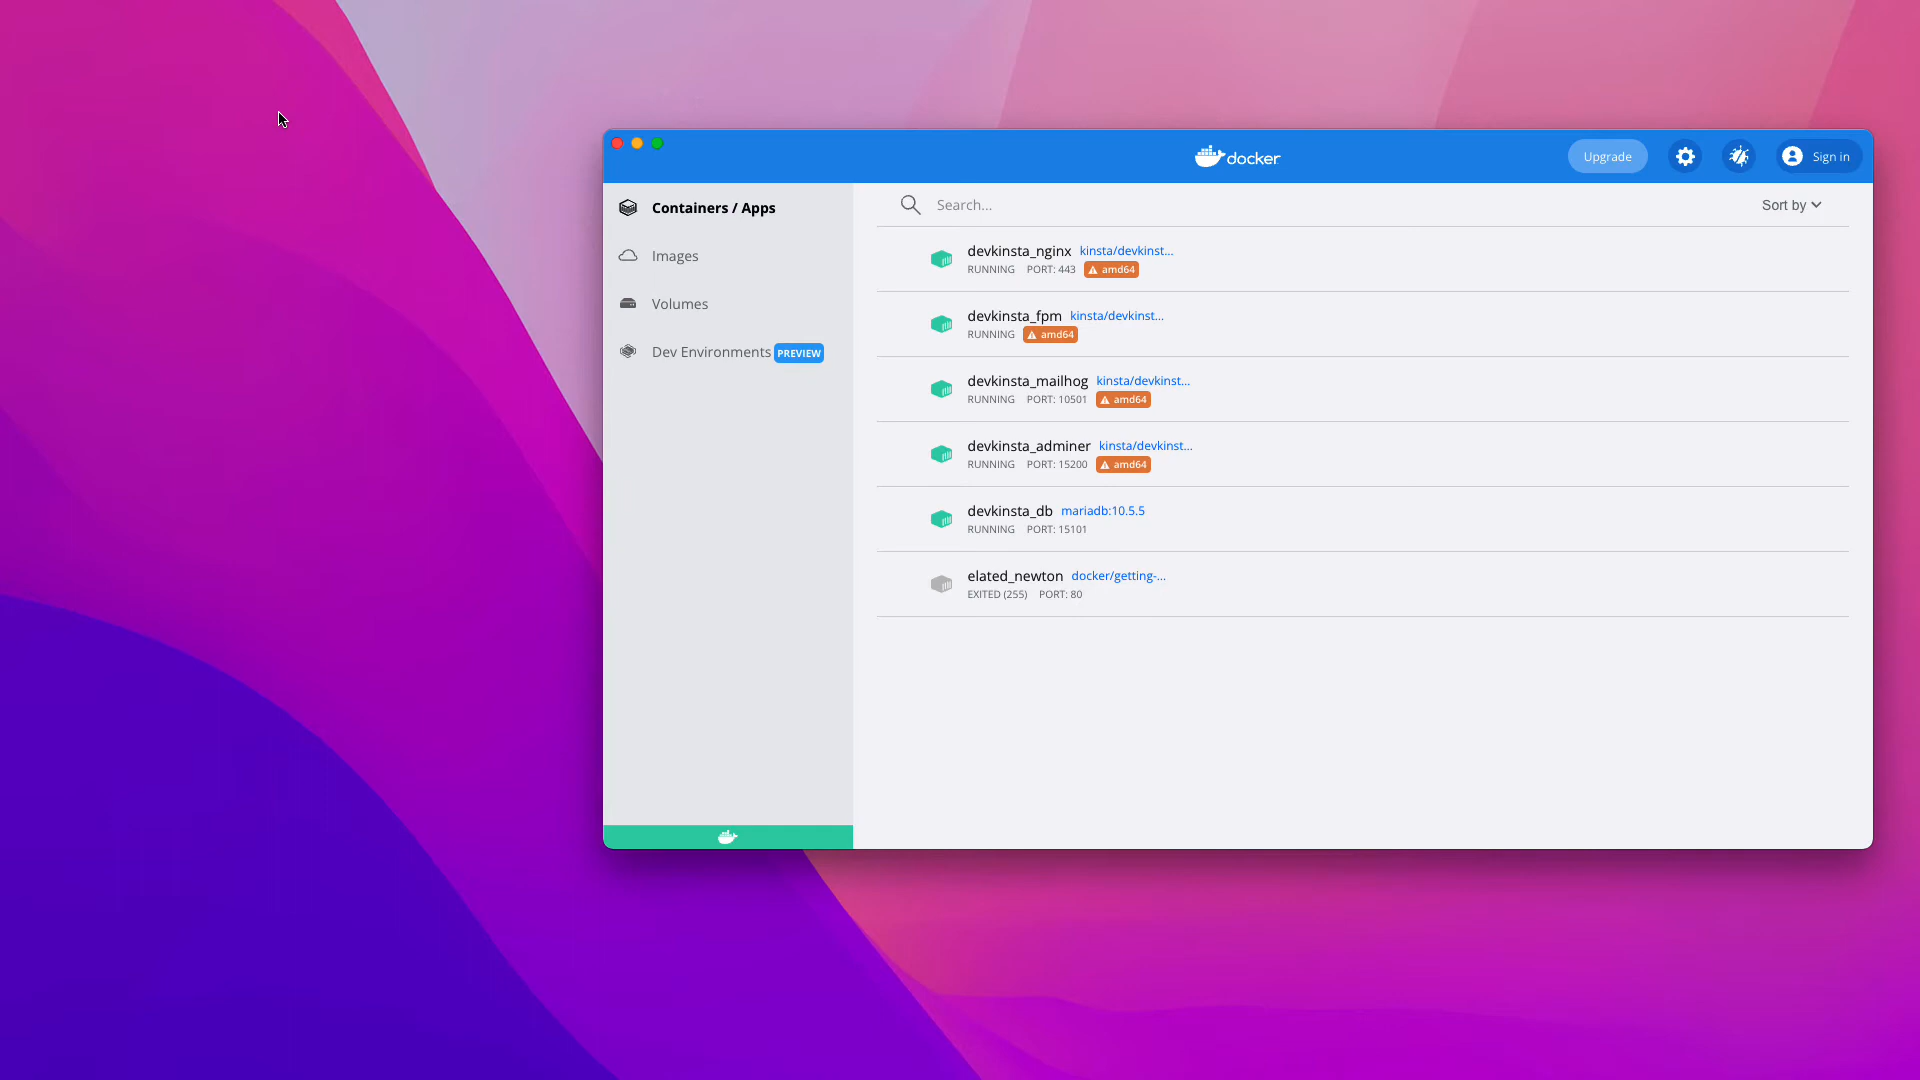 docker
Upgrade
Sign in
Containers / Apps
Images
Volumes
Dev Environments PREVIEW
Search...
Sort by
devkinsta_nginx kinsta/devkinst...
RUNNING PORT: 443 amd64
devkinsta_fpm kinsta/devkinst...
RUNNING amd64
devkinsta_mailhog kinsta/devkinst...
RUNNING PORT: 10501 amd64
devkinsta_adminer kinsta/devkinst...
RUNNING PORT: 15200 amd64
devkinsta_db mariadb:10.5.5
RUNNING PORT: 15101
elated_newton docker/getting-...
EXITED (255) PORT: 80